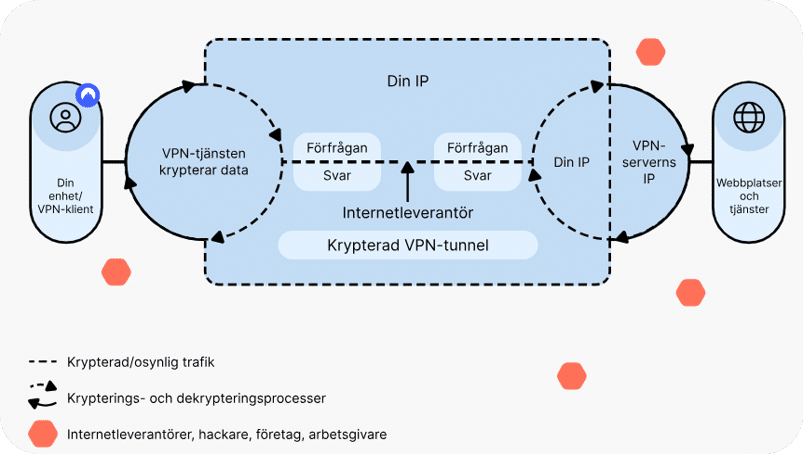 Din IP
Din
enhet/
VPN-klient
VPN-tjänsten
krypterar data
Förfrågan
Svar
Förfrågan
Svar
Internetleverantör
Krypterad VPN-tunnel
Din IP
VPN-
serverns
IP
Webbplatser
och
tjänster
Krypterad/osynlig trafik
Krypterings- och dekrypteringsprocesser
Internetleverantörer, hackare, företag, arbetsgivare